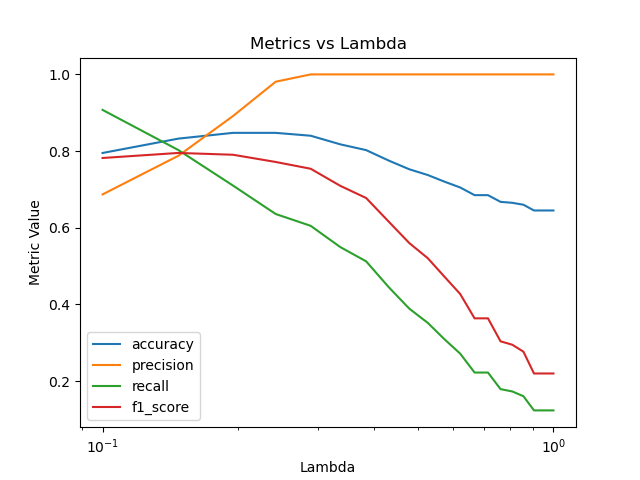 Metrics vs Lambda
1.0
0.8
0.6
0.4
0.2
Metric Value
accuracy
precision
recall
f1_score
10⁻¹
10⁰
Lambda